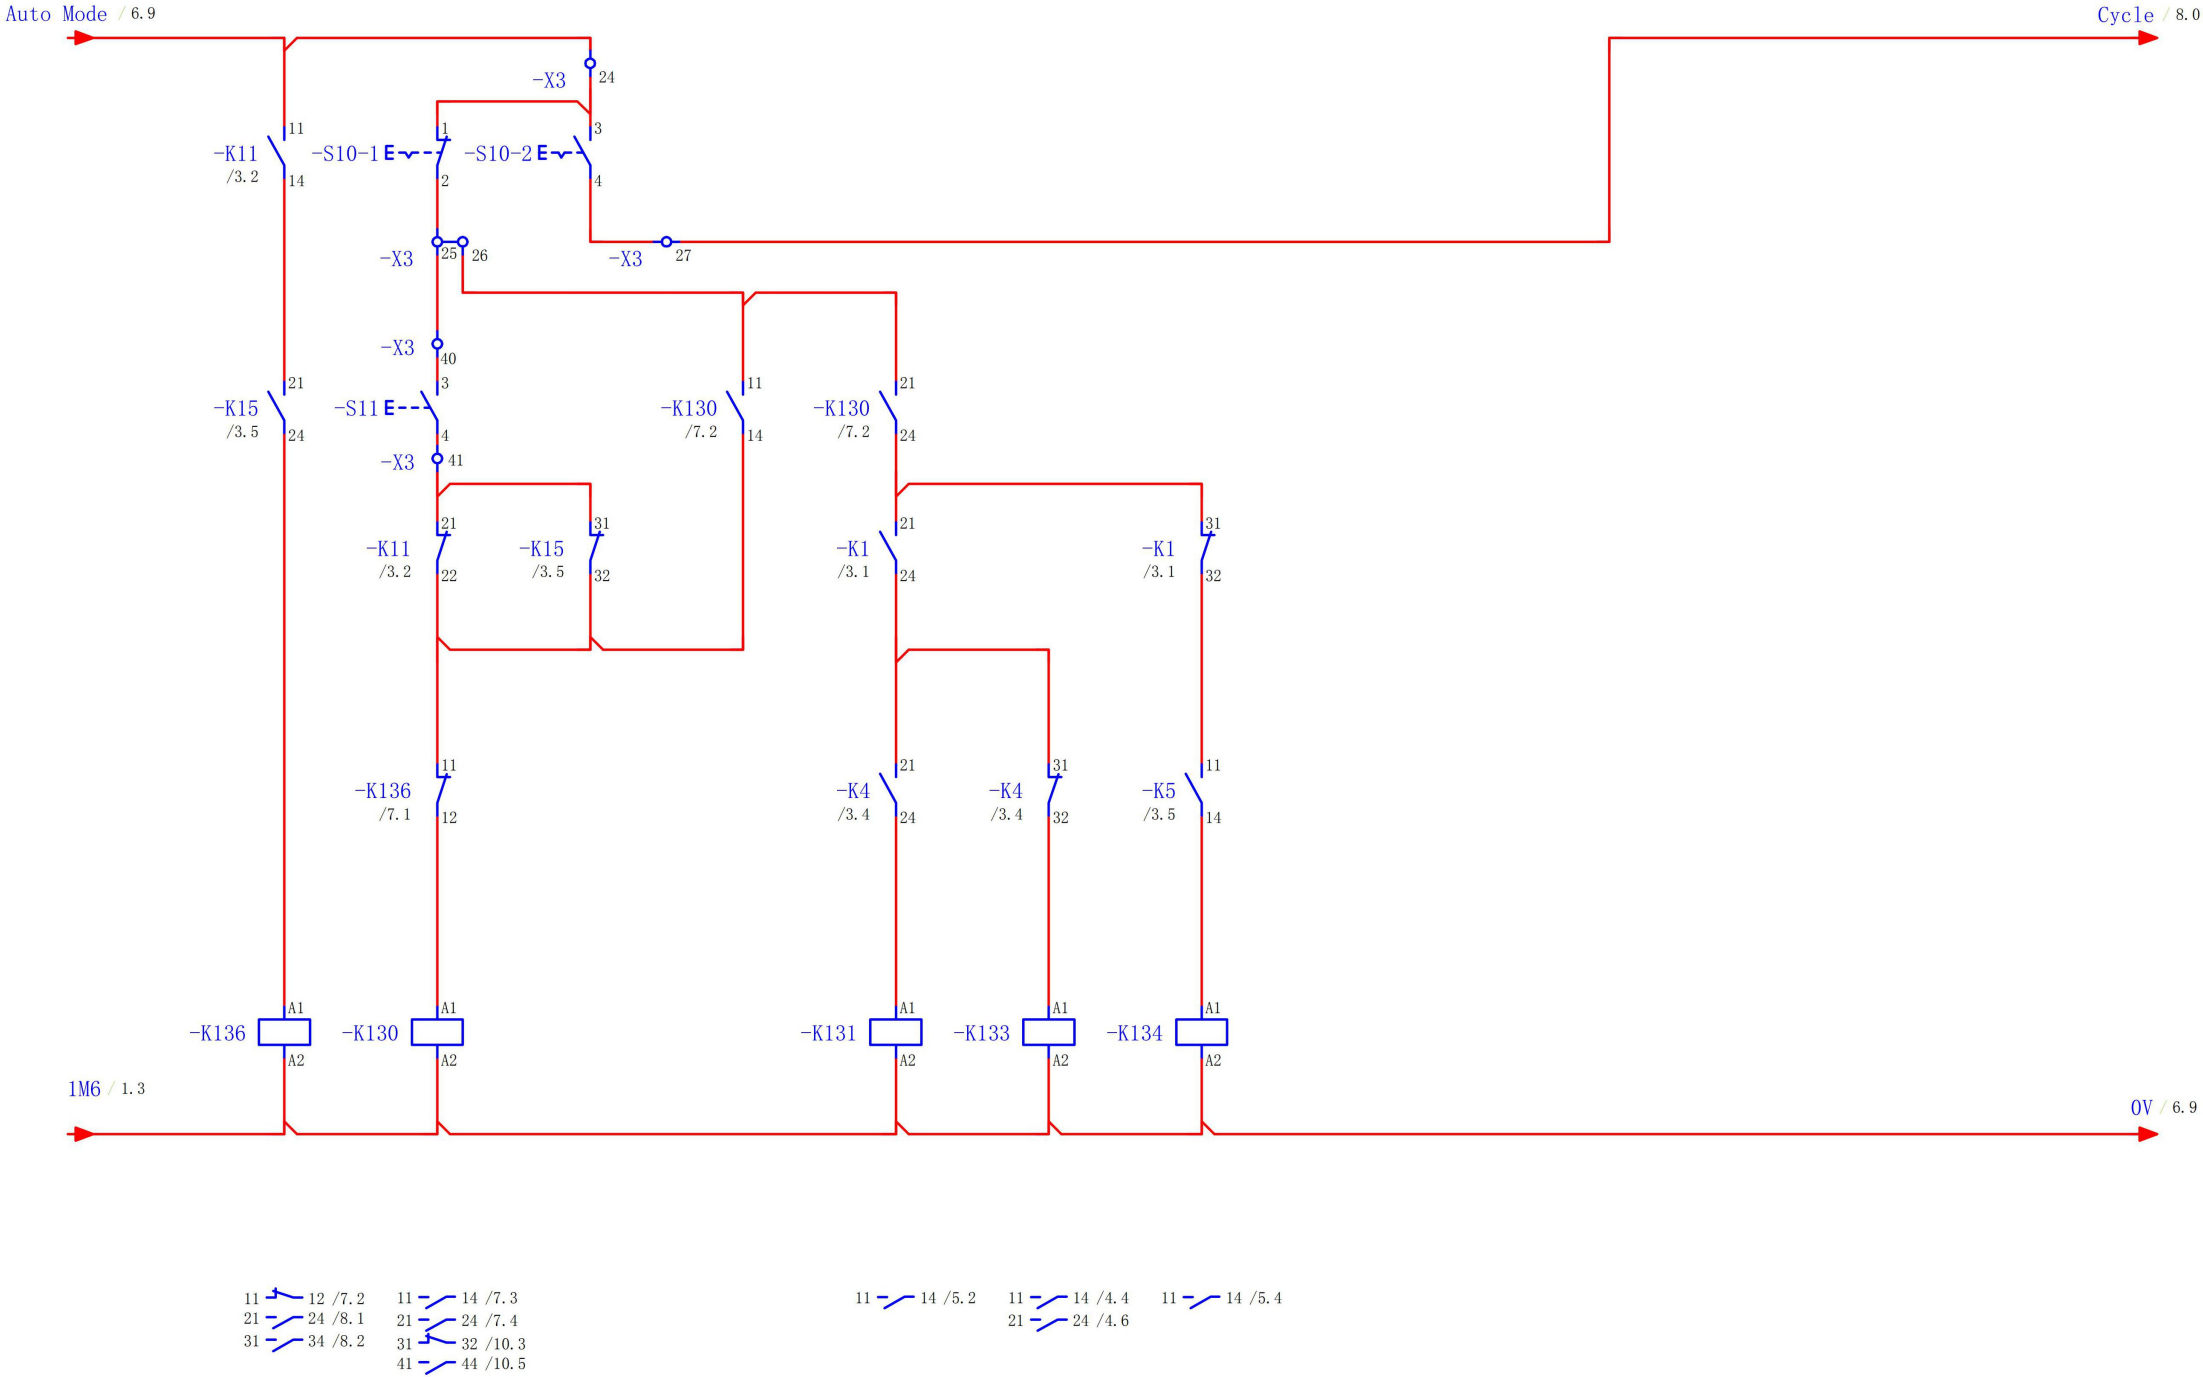 Auto Mode / 6.9
Cycle / 8.0
-X3
24
11
1
3
-K11
-S10-1
-S10-2
/3.2
14
2
4
-X3
25
26
-X3
27
-X3
40
21
3
11
21
-K15
-S11
-K130
-K130
/3.5
/7.2
/7.2
24
4
14
24
-X3
41
21
31
21
31
-K11
-K15
-K1
-K1
/3.2
/3.5
/3.1
/3.1
22
32
24
32
11
21
31
11
-K136
-K4
-K4
-K5
/7.1
/3.4
/3.4
/3.5
12
24
32
14
A1
A1
A1
A1
A1
-K136
-K130
-K131
-K133
-K134
A2
A2
A2
A2
A2
1M6 / 1.3
0V / 6.9
11 12 /7.2
21 24 /8.1
31 34 /8.2
11 14 /7.3
21 24 /7.4
31 32 /10.3
41 44 /10.5
11 14 /5.2
11 14 /4.4
21 24 /4.6
11 14 /5.4